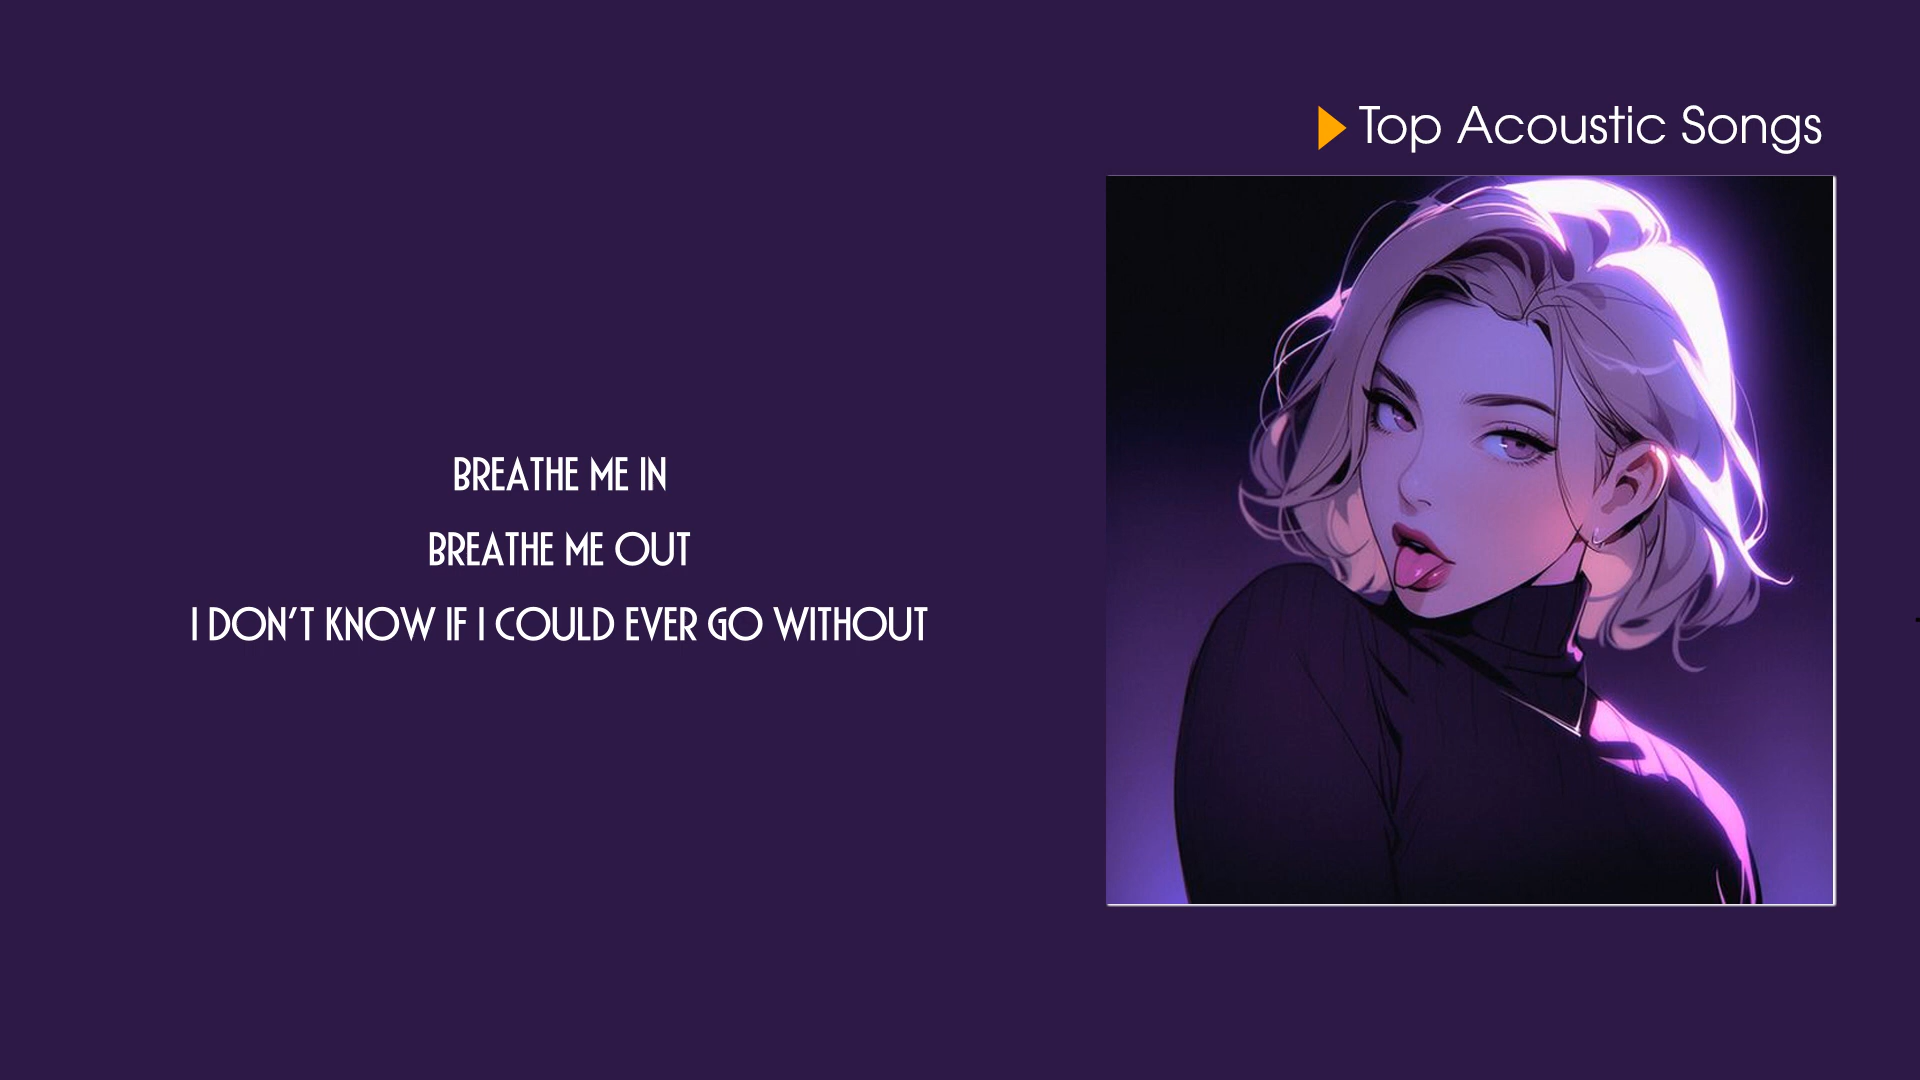 Top Acoustic Songs
BREATHE ME IN
BREATHE ME OUT
I DON'T KNOW IF I COULD EVER GO WITHOUT